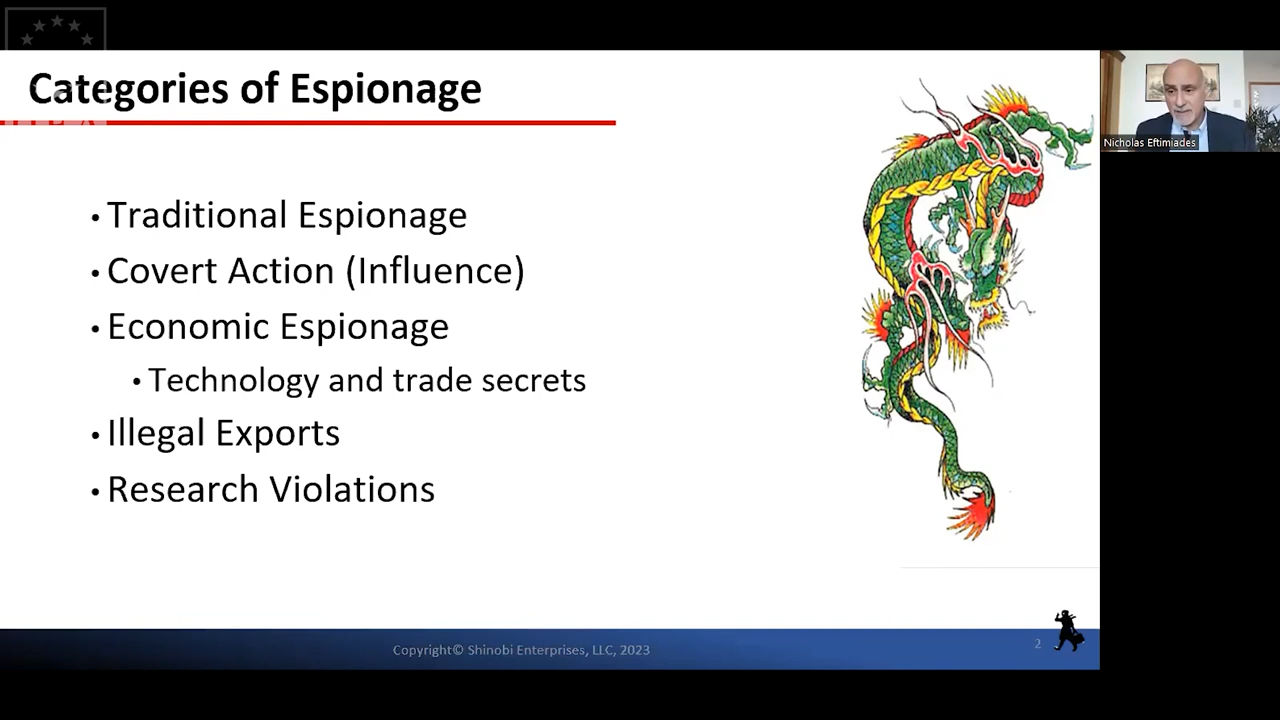 Categories of Espionage
• Traditional Espionage
• Covert Action (Influence)
• Economic Espionage
• Technology and trade secrets
• Illegal Exports
• Research Violations
Nicholas Eftimiades
Copyright© Shinobi Enterprises, LLC, 2023
2